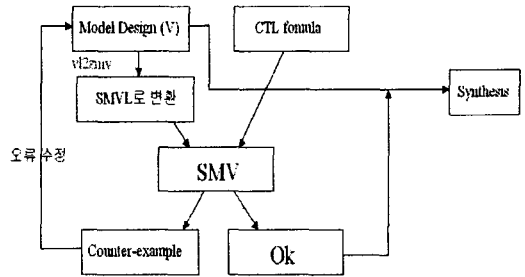 Model Design (V)
CTL fomula
vl2smv
SMVL로 변환
Synthesis
오류 수정
SMV
Counter-example
Ok